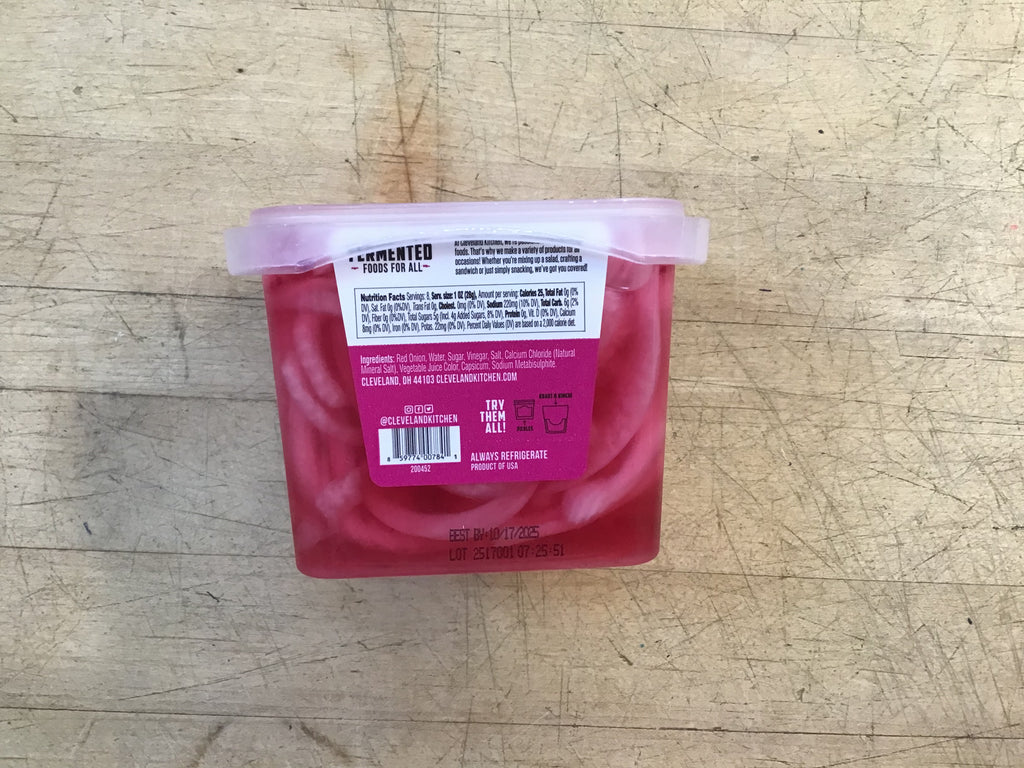 FERMENTED
FOODS FOR ALL
At Cleveland Kitchen, we're
foods. That's why we make a variety of products for all
occasions! Whether you're mixing up a salad, crafting a
sandwich or just simply snacking, we've got you covered!
Nutrition Facts Servings: 8, Serv. size: 1 OZ (28g), Amount per serving: Calories 25, Total Fat 0g (0%
DV), Sat. Fat 0g (0%DV), Trans Fat 0g, Cholest. 0mg (0% DV), Sodium 220mg (10% DV), Total Carb. 6g (2%
DV), Fiber 0g (0%DV), Total Sugars 5g (Incl. 4g Added Sugars, 8% DV), Protein 0g, Vit. D (0% DV), Calcium
8mg (0% DV), Iron (0% DV), Potas. 22mg (0% DV). Percent Daily Values (DV) are based on a 2,000 calorie diet.
Ingredients: Red Onion, Water, Sugar, Vinegar, Salt, Calcium Chloride (Natural
Mineral Salt), Vegetable Juice Color, Capsicum, Sodium Metabisulphite.
CLEVELAND, OH 44103 CLEVELANDKITCHEN.COM
@CLEVELANDKITCHEN
8 59774 00784 1
200452
TRY
THEM
ALL!
KRAUT & KIMCHI
PICKLES
ALWAYS REFRIGERATE
PRODUCT OF USA
BEST BY:10/17/2025
LOT 2517001 07:25:51